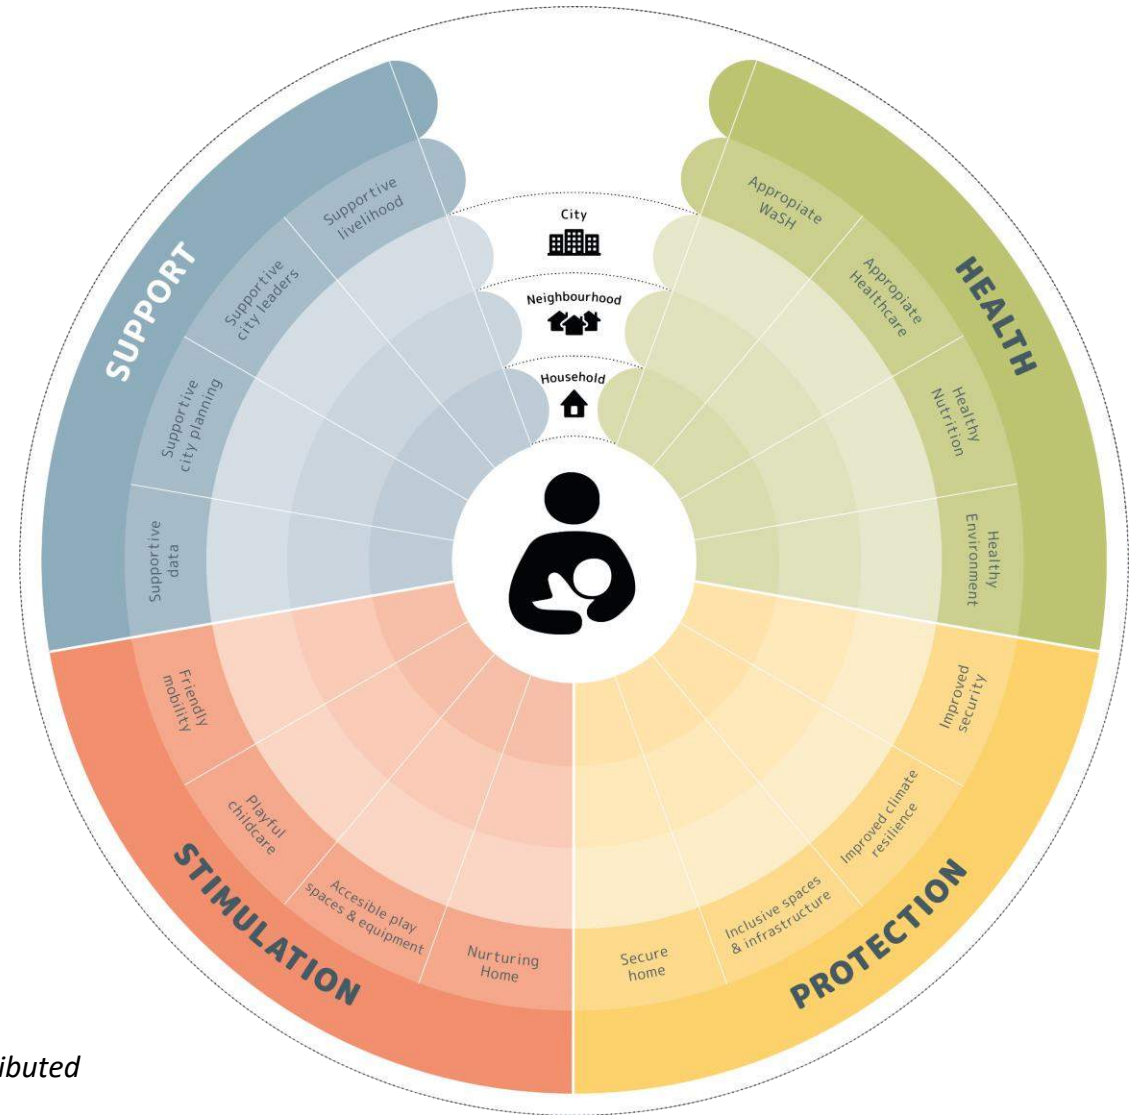 City
Neighbourhood
Household
HEALTH
Appropiate
WaSH
Appropiate
Healthcare
Healthy
Nutrition
Healthy
Environment
PROTECTION
Improved
security
Improved climate
resilience
Inclusive spaces
& infrastructure
Secure
home
STIMULATION
Nurturing
Home
Accesible play
spaces & equipment
Playful
childcare
Friendly
mobility
SUPPORT
Supportive
data
Supportive
city planning
Supportive
city leaders
Supportive
livelihood
ibuted